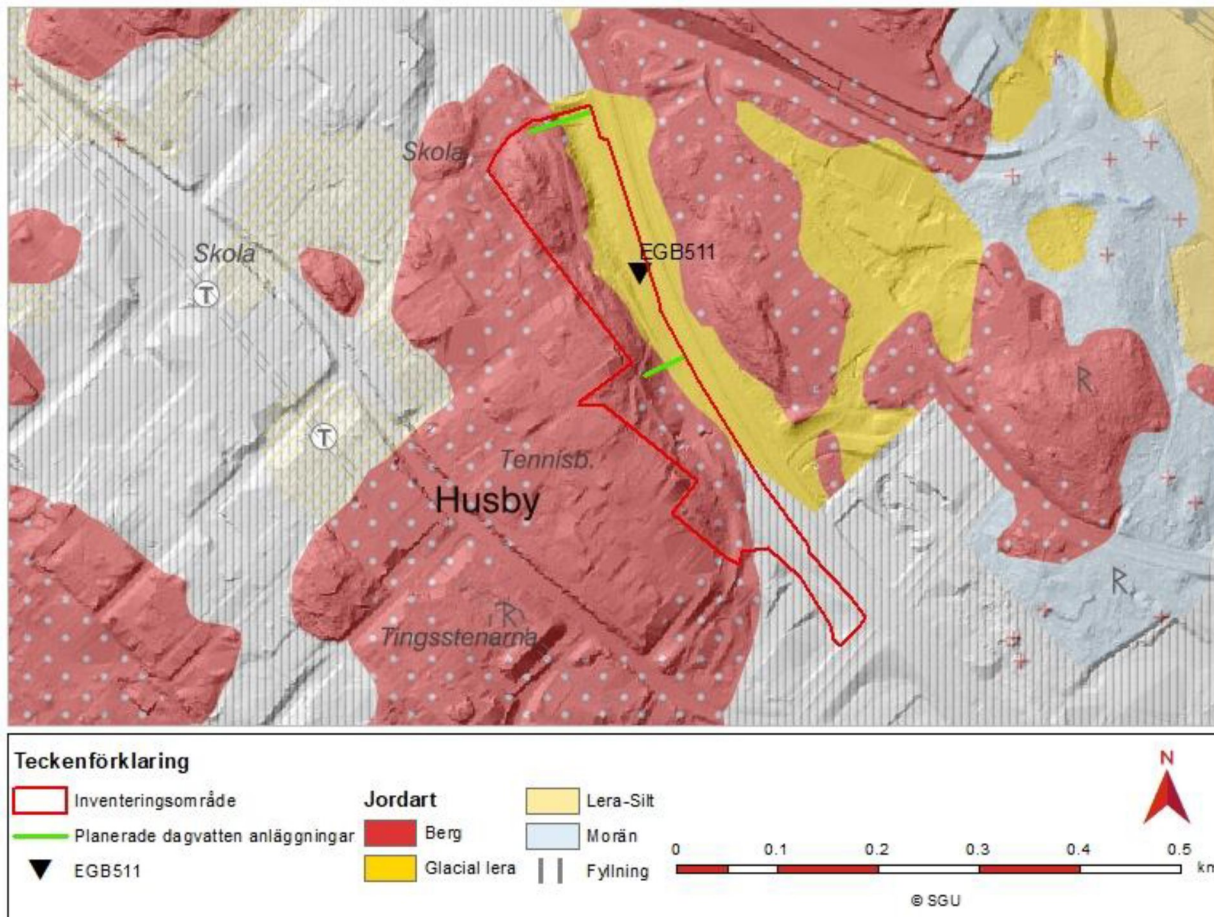 Skola
Skola
EGB511
T
T
R
Tennisb.
Husby
R
R
Tingsstenarna
Teckenförklaring
Inventeringsområde
Planerade dagvatten anläggningar
EGB511
Jordart
Berg
Glacial lera
Lera-Silt
Morän
Fyllning
N
0 0.1 0.2 0.3 0.4 0.5
km
© SGU